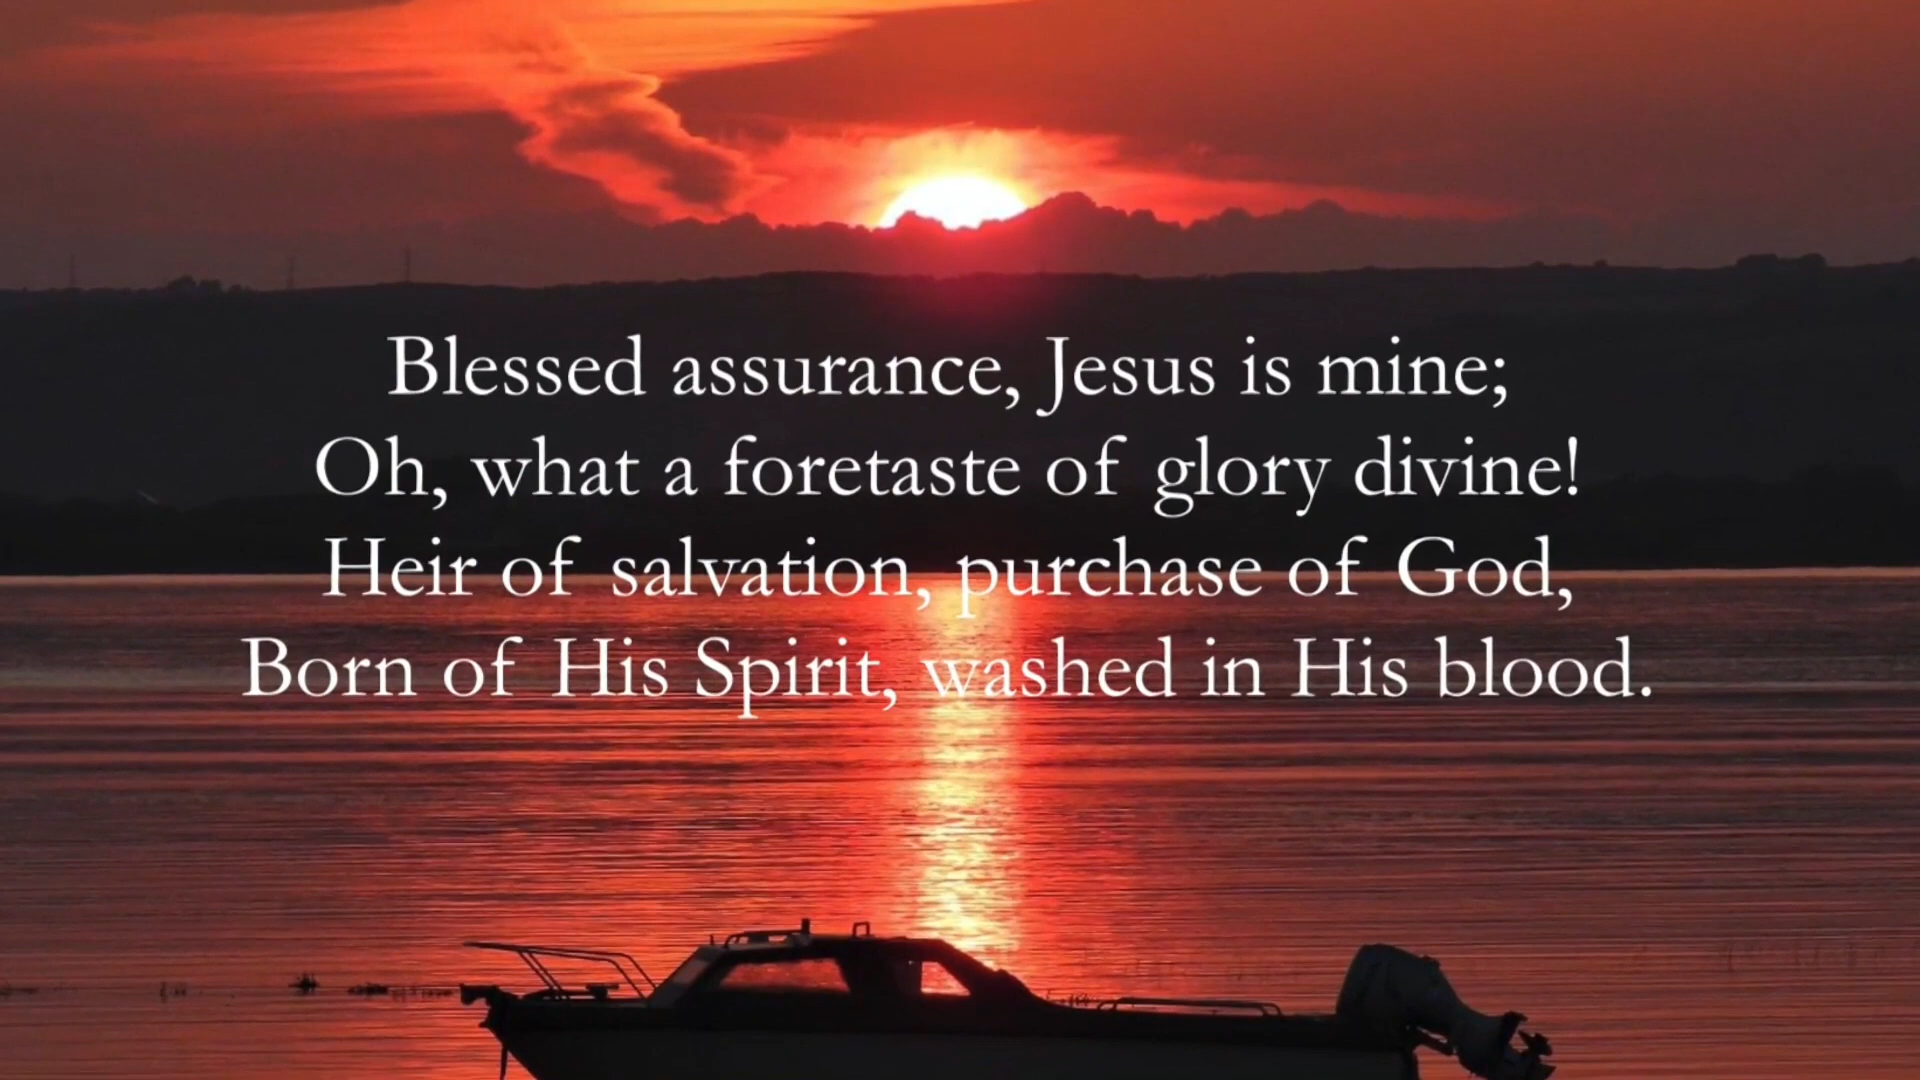 Blessed assurance, Jesus is mine;
Oh, what a foretaste of glory divine!
Heir of salvation, purchase of God,
Born of His Spirit, washed in His blood.